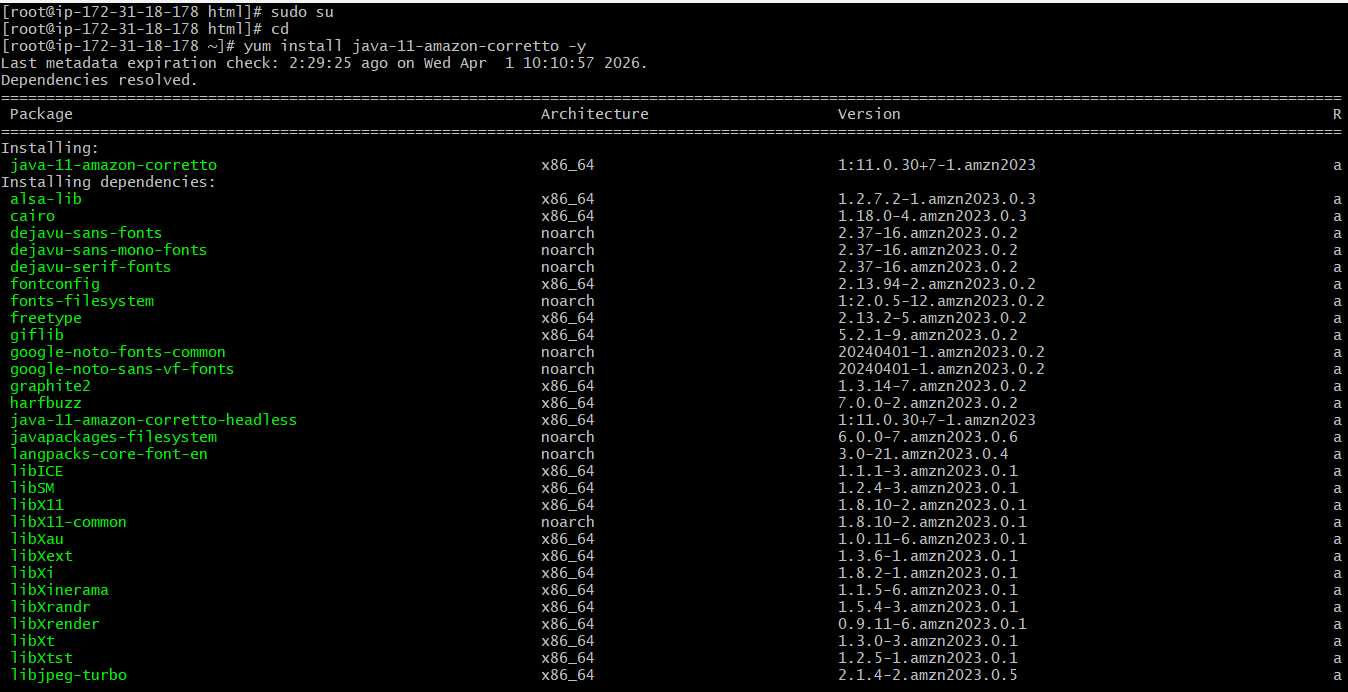 [root@ip-172-31-18-178 html]# sudo su
[root@ip-172-31-18-178 html]# cd
[root@ip-172-31-18-178 ~]# yum install java-11-amazon-corretto -y
Last metadata expiration check: 2:29:25 ago on Wed Apr  1 10:10:57 2026.
Dependencies resolved.
================================================================================
Package Architecture Version R
================================================================================
Installing:
java-11-amazon-corretto x86_64 1:11.0.30+7-1.amzn2023 a
Installing dependencies:
alsa-lib x86_64 1.2.7.2-1.amzn2023.0.3 a
cairo x86_64 1.18.0-4.amzn2023.0.3 a
dejavu-sans-fonts noarch 2.37-16.amzn2023.0.2 a
dejavu-sans-mono-fonts noarch 2.37-16.amzn2023.0.2 a
dejavu-serif-fonts noarch 2.37-16.amzn2023.0.2 a
fontconfig x86_64 2.13.94-2.amzn2023.0.2 a
fonts-filesystem noarch 1:2.0.5-12.amzn2023.0.2 a
freetype x86_64 2.13.2-5.amzn2023.0.2 a
giflib x86_64 5.2.1-9.amzn2023.0.2 a
google-noto-fonts-common noarch 20240401-1.amzn2023.0.2 a
google-noto-sans-vf-fonts noarch 20240401-1.amzn2023.0.2 a
graphite2 x86_64 1.3.14-7.amzn2023.0.2 a
harfbuzz x86_64 7.0.0-2.amzn2023.0.2 a
java-11-amazon-corretto-headless x86_64 1:11.0.30+7-1.amzn2023 a
javapackages-filesystem noarch 6.0.0-7.amzn2023.0.6 a
langpacks-core-font-en noarch 3.0-21.amzn2023.0.4 a
libICE x86_64 1.1.1-3.amzn2023.0.1 a
libSM x86_64 1.2.4-3.amzn2023.0.1 a
libX11 x86_64 1.8.10-2.amzn2023.0.1 a
libX11-common noarch 1.8.10-2.amzn2023.0.1 a
libXau x86_64 1.0.11-6.amzn2023.0.1 a
libXext x86_64 1.3.6-1.amzn2023.0.1 a
libXi x86_64 1.8.2-1.amzn2023.0.1 a
libXinerama x86_64 1.1.5-6.amzn2023.0.1 a
libXrandr x86_64 1.5.4-3.amzn2023.0.1 a
libXrender x86_64 0.9.11-6.amzn2023.0.1 a
libXt x86_64 1.3.0-3.amzn2023.0.1 a
libXtst x86_64 1.2.5-1.amzn2023.0.1 a
libjpeg-turbo x86_64 2.1.4-2.amzn2023.0.5 a